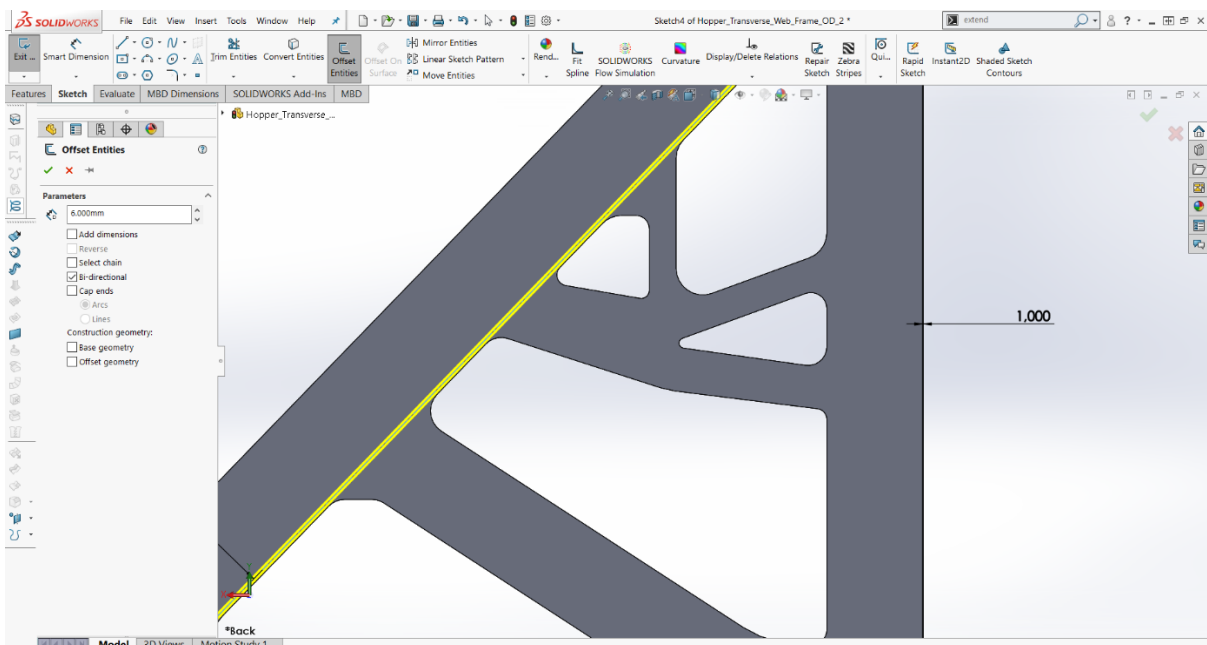 SOLIDWORKS File Edit View Insert Tools Window Help Sketch4 of Hopper_Transverse_Web_Frame_OD_2 * extend
Exit ... Smart Dimension Trim Entities Convert Entities Offset Entities Offset On Surface Mirror Entities Rend... Fit Spline SOLIDWORKS Flow Simulation Curvature Display/Delete Relations Repair Sketch Zebra Stripes Qui... Rapid Sketch Instant2D Shaded Sketch Contours
Linear Sketch Pattern
Move Entities
Features Sketch Evaluate MBD Dimensions SOLIDWORKS Add-Ins MBD
Hopper_Transverse_...
Offset Entities
Parameters
6.000mm
Add dimensions
Reverse
Select chain
Bi-directional
Cap ends
Arcs
Lines
Construction geometry:
Base geometry
Offset geometry
1,000
*Back
Model 3D Views Motion Study 1